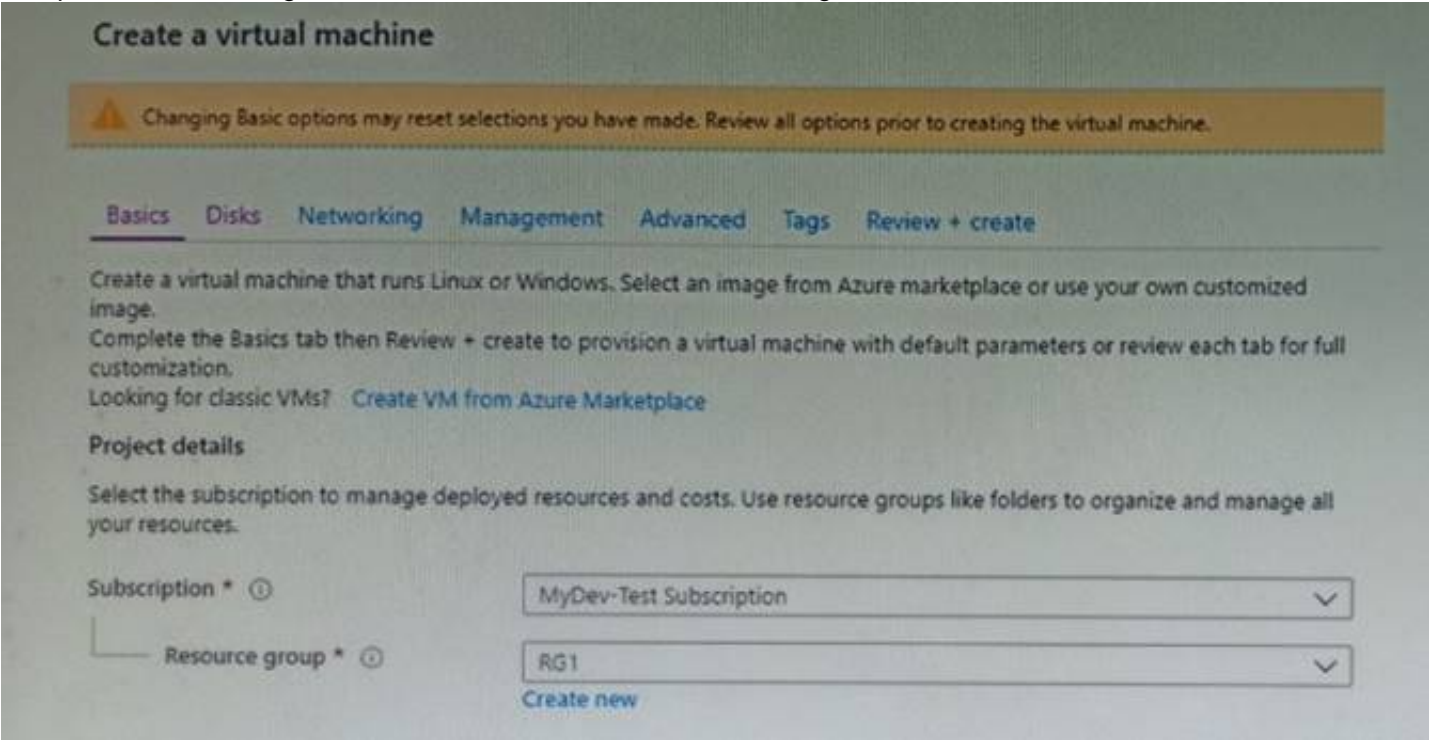 Create a virtual machine
Changing Basic options may reset selections you have made. Review all options prior to creating the virtual machine.
Basics Disks Networking Management Advanced Tags Review + create
Create a virtual machine that runs Linux or Windows. Select an image from Azure marketplace or use your own customized
image.
Complete the Basics tab then Review + create to provision a virtual machine with default parameters or review each tab for full
customization.
Looking for classic VMs? Create VM from Azure Marketplace
Project details
Select the subscription to manage deployed resources and costs. Use resource groups like folders to organize and manage all
your resources.
Subscription * MyDev-Test Subscription
Resource group * RG1
Create new